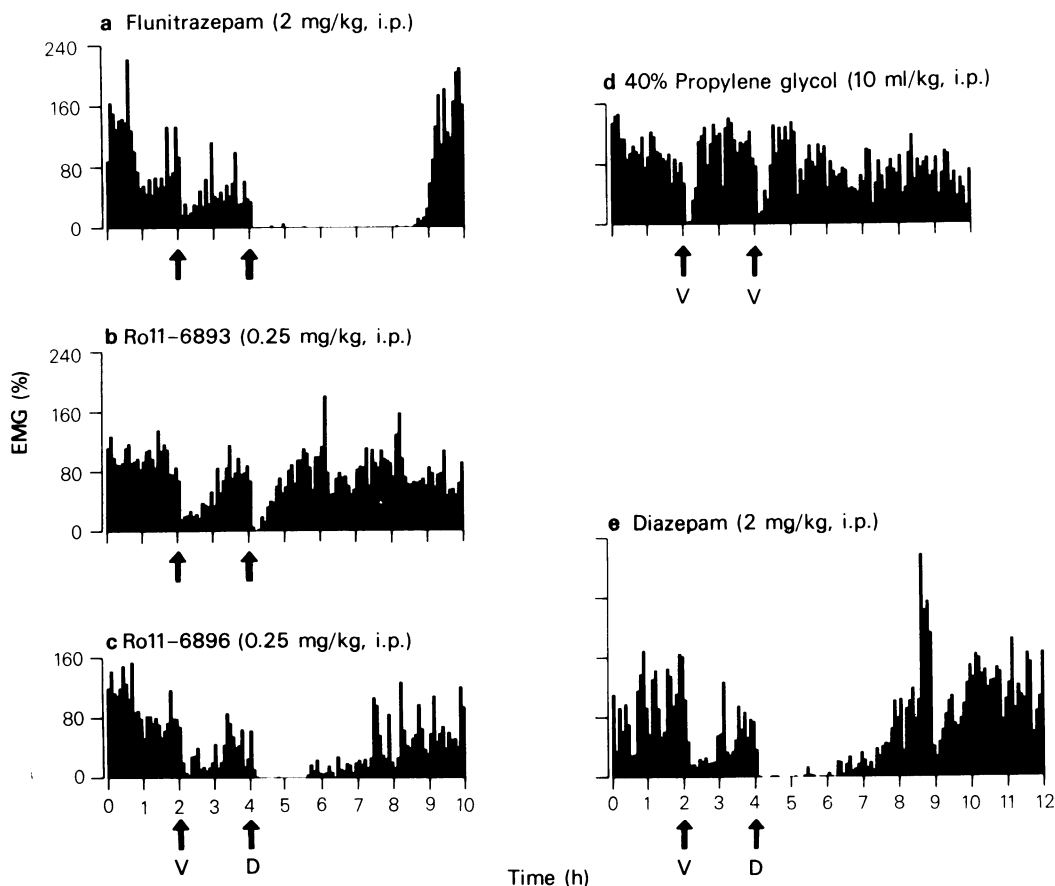 a Flunitrazepam (2 mg/kg, i.p.)
240
160
80
0
b Ro11-6893 (0.25 mg/kg, i.p.)
240
160
80
0
EMG (%)
c Ro11-6896 (0.25 mg/kg, i.p.)
160
80
0
0 1 2 3 4 5 6 7 8 9 10
V D
d 40% Propylene glycol (10 ml/kg, i.p.)
V V
e Diazepam (2 mg/kg, i.p.)
0 1 2 3 4 5 6 7 8 9 10 11 12
V D
Time (h)